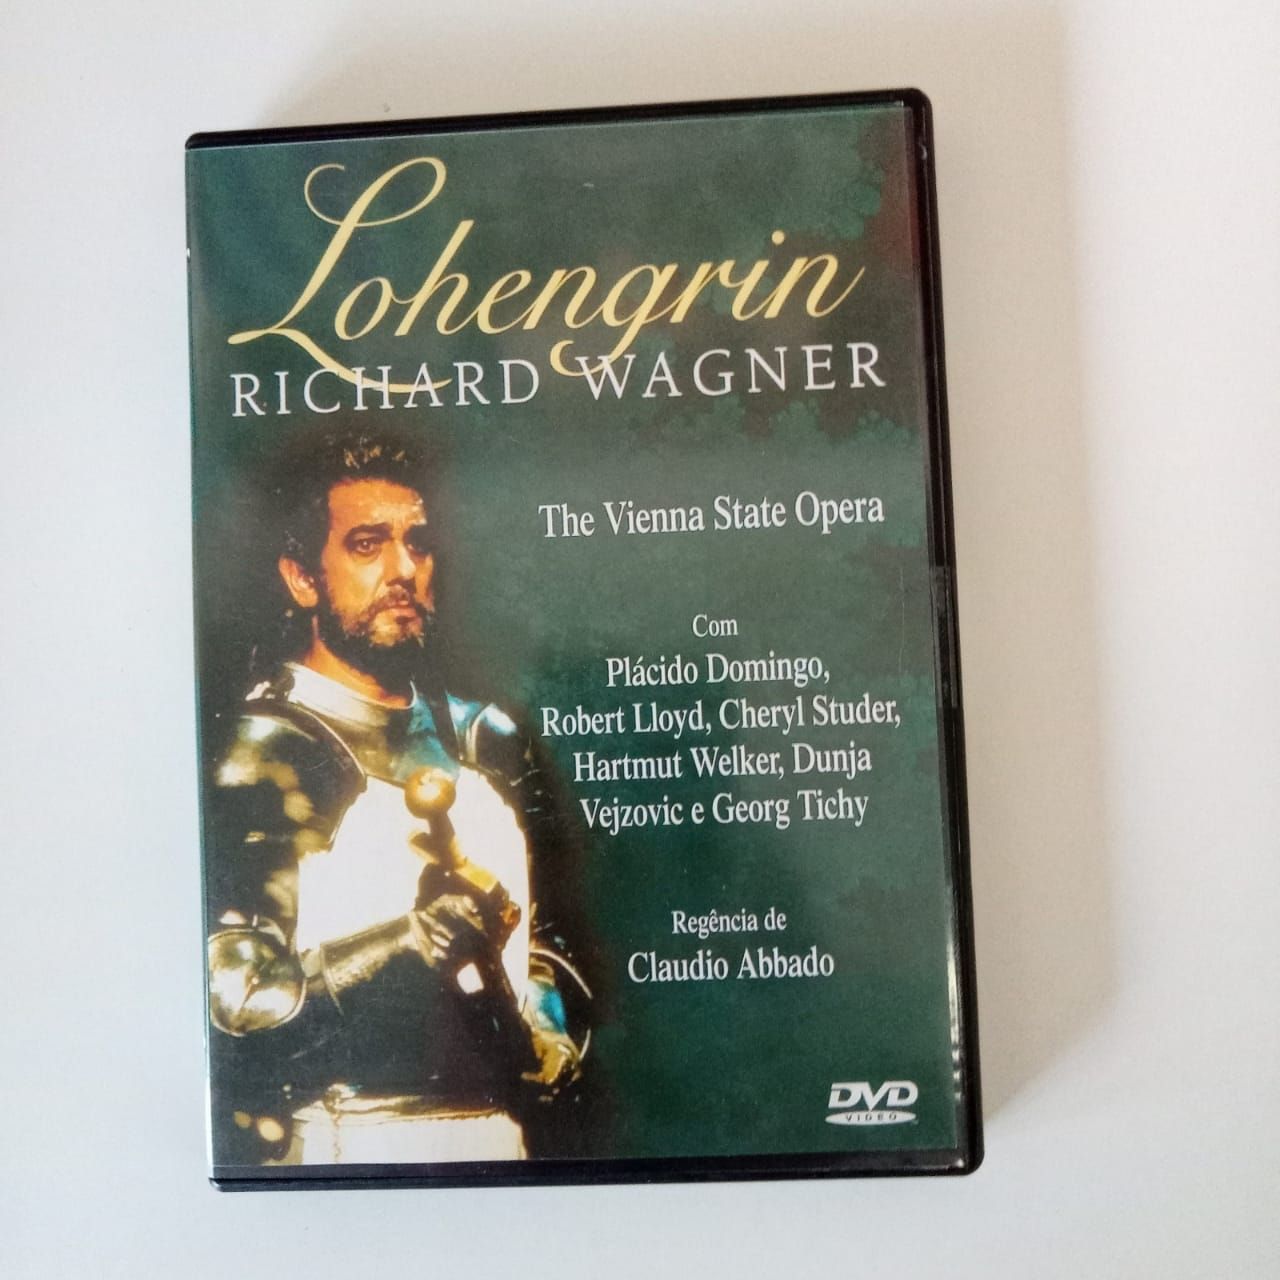 Lohengrin
RICHARD WAGNER
The Vienna State Opera
Com
Plácido Domingo,
Robert Lloyd, Cheryl Studer,
Hartmut Welker, Dunja
Vejzovic e Georg Tichy
Regência de
Claudio Abbado
DVD
VIDEO